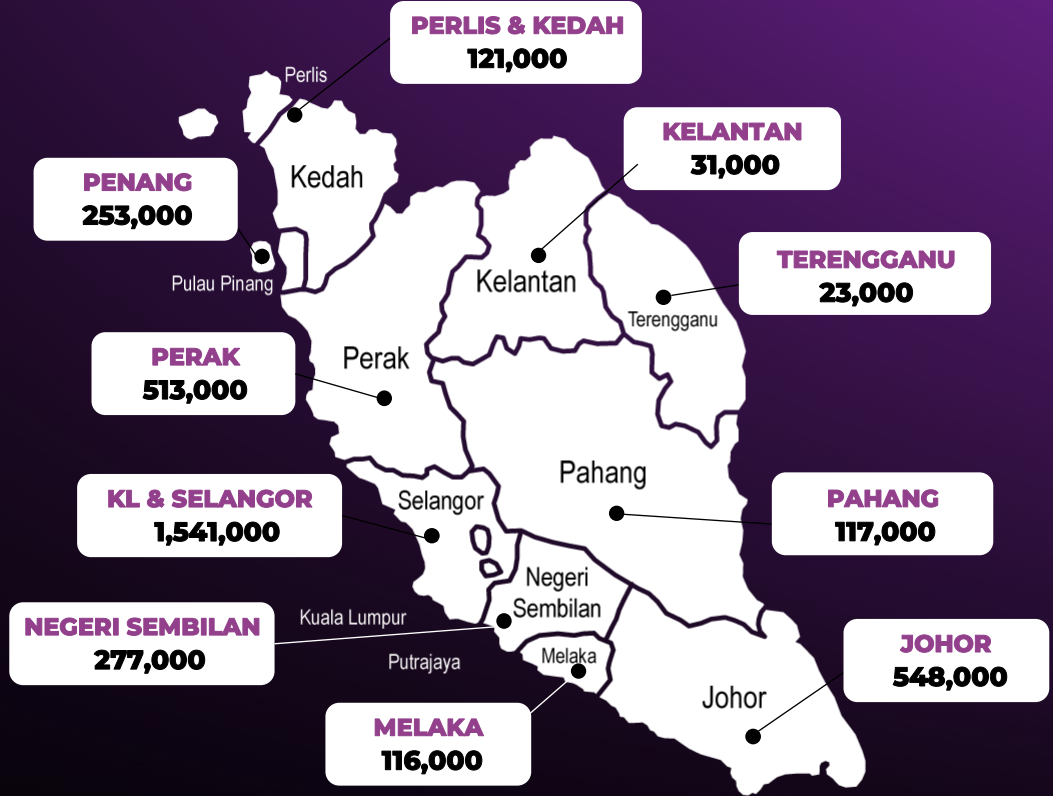 PERLIS & KEDAH
121,000
Perlis
KELANTAN
31,000
PENANG
253,000
Kedah
TERENGGANU
23,000
Pulau Pinang
Kelantan
Terengganu
PERAK
513,000
Perak
Pahang
KL & SELANGOR
1,541,000
Selangor
PAHANG
117,000
Negeri
Sembilan
NEGERI SEMBILAN
277,000
Kuala Lumpur
Putrajaya
Melaka
JOHOR
548,000
Johor
MELAKA
116,000